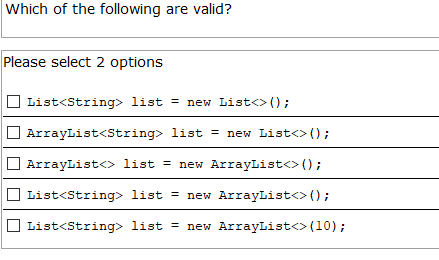 Which of the following are valid?
Please select 2 options
List<String> list = new List<>();
ArrayList<String> list = new List<>();
ArrayList<> list = new ArrayList<>();
List<String> list = new ArrayList<>();
List<String> list = new ArrayList<>(10);